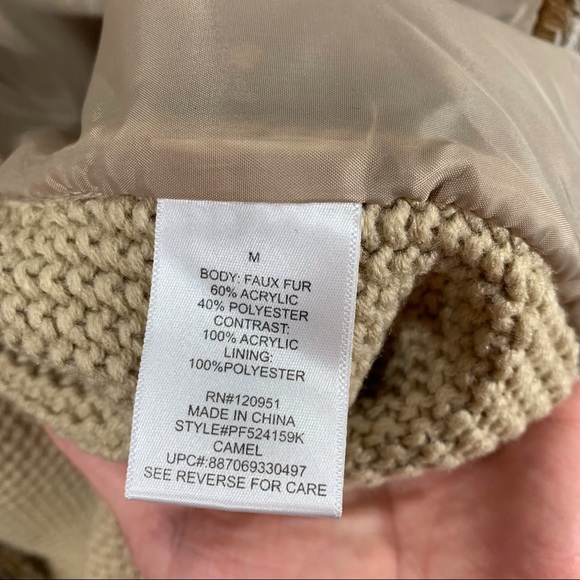 M
BODY: FAUX FUR
60% ACRYLIC
40% POLYESTER
CONTRAST:
100% ACRYLIC
LINING:
100%POLYESTER
RN#120951
MADE IN CHINA
STYLE#PF524159K
CAMEL
UPC#:887069330497
SEE REVERSE FOR CARE